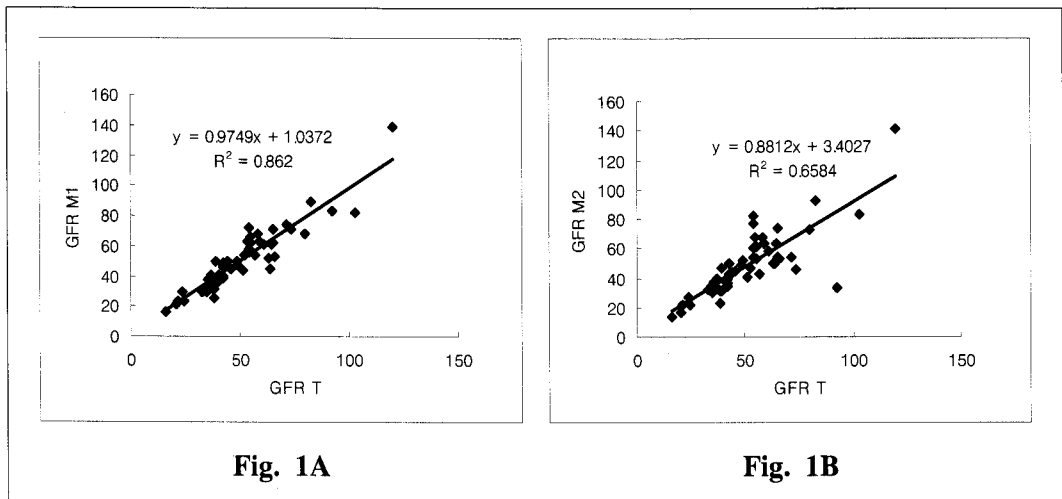 160
140
120
100
80
60
40
20
0
GFR M1
y = 0.9749x + 1.0372
R² = 0.862
0 50 100 150
GFR T
Fig. 1A
160
140
120
100
80
60
40
20
0
GFR M2
y = 0.8812x + 3.4027
R² = 0.6584
0 50 100 150
GFR T
Fig. 1B